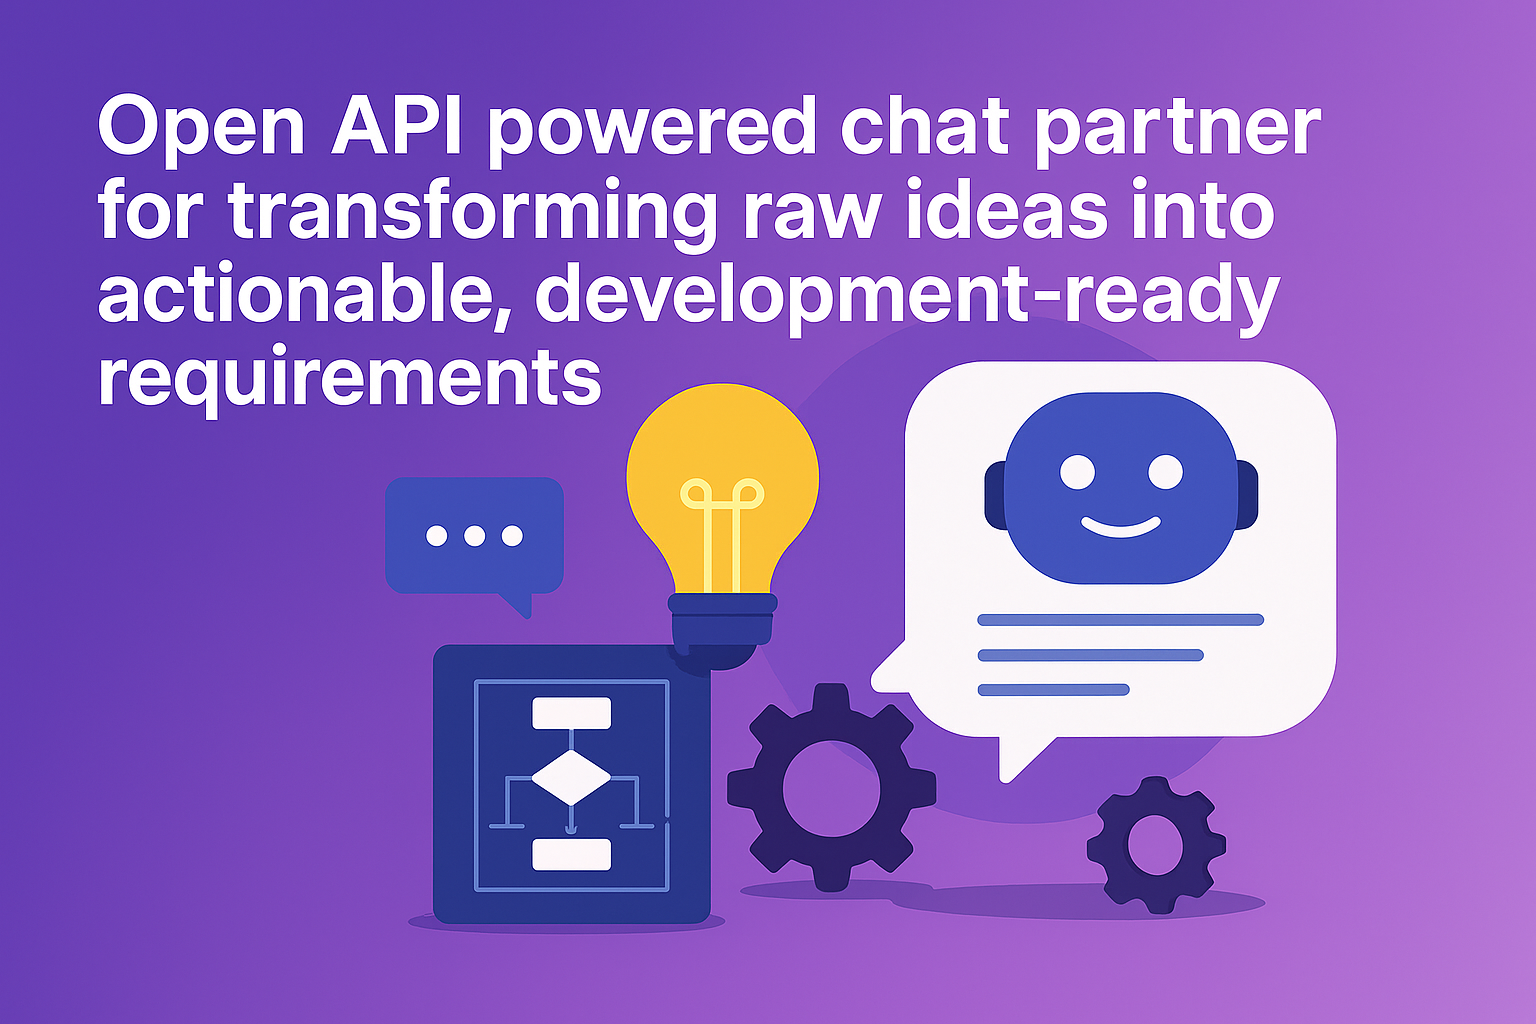 Open API powered chat partner
for transforming raw ideas into
actionable, development-ready
requirements